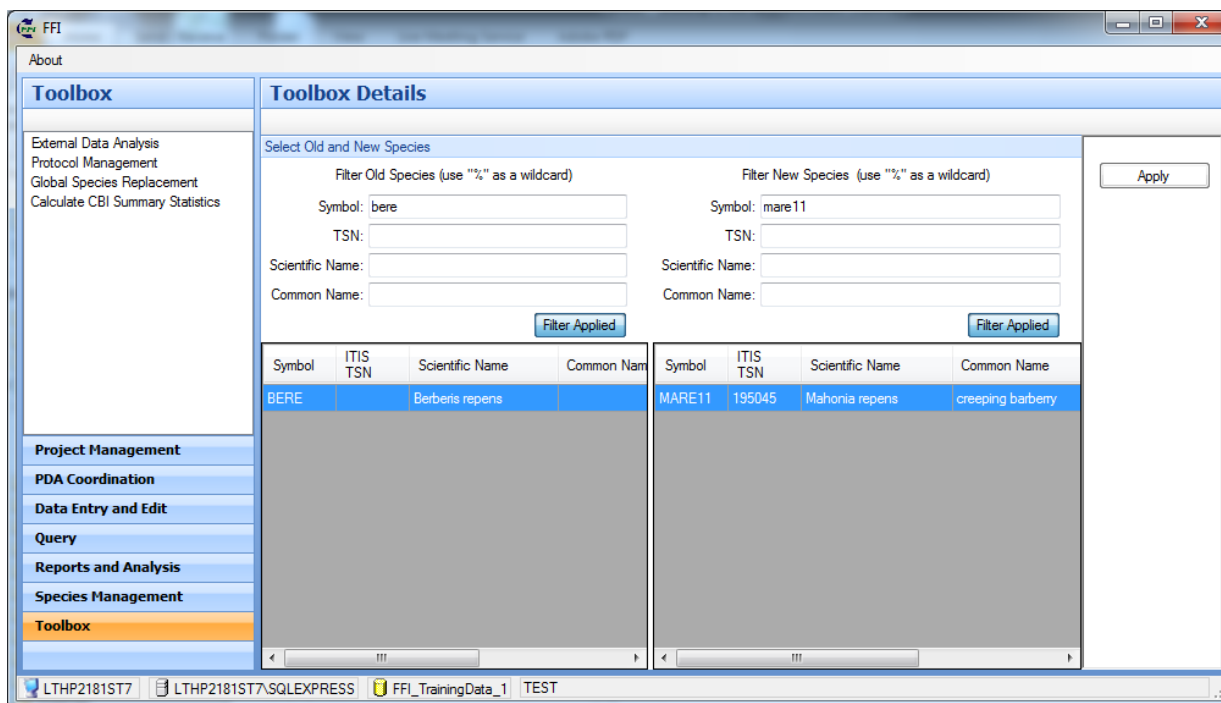 FFI
About
Toolbox
Toolbox Details
External Data Analysis
Protocol Management
Global Species Replacement
Calculate CBI Summary Statistics
Select Old and New Species
Filter Old Species (use "%" as a wildcard)
Symbol: bere
TSN:
Scientific Name:
Common Name:
Filter Applied
Filter New Species (use "%" as a wildcard)
Symbol: mare11
TSN:
Scientific Name:
Common Name:
Filter Applied
Apply
Symbol ITIS TSN Scientific Name Common Nam
BERE Berberis repens
Symbol ITIS TSN Scientific Name Common Name
MARE11 195045 Mahonia repens creeping barberry
Project Management
PDA Coordination
Data Entry and Edit
Query
Reports and Analysis
Species Management
Toolbox
LTHP2181ST7 LTHP2181ST7\SQLEXPRESS FFI_TrainingData_1 TEST